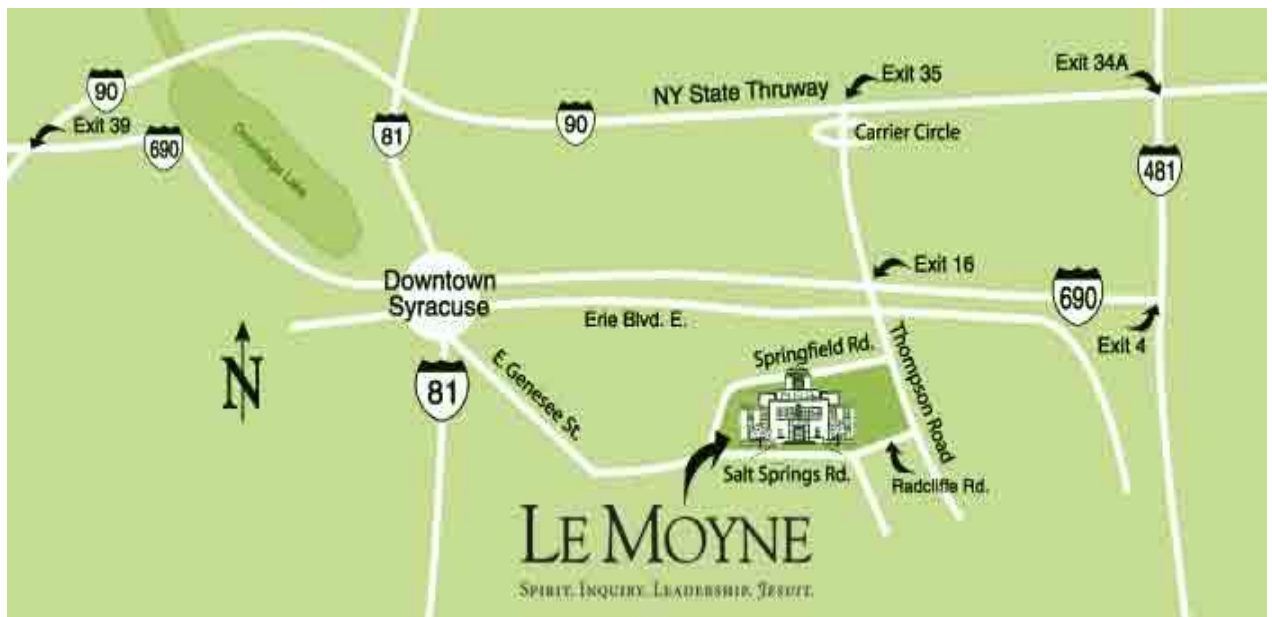 Exit 35
Exit 34A
NY State Thruway
90
Exit 39
90
Carrier Circle
81
690
481
Onondaga Lake
Exit 16
Downtown
Syracuse
690
Erie Blvd. E.
Exit 4
Springfield Rd.
Thompson Road
N
81
E. Genesee St.
Salt Springs Rd.
Radcliffe Rd.
LE MOYNE
SPIRIT. INQUIRY. LEADERSHIP. JESUIT.